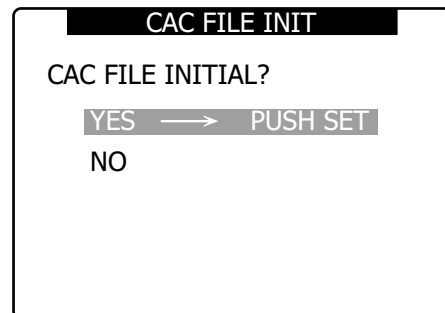 CAC FILE INIT
CAC FILE INITIAL?
YES → PUSH SET
NO